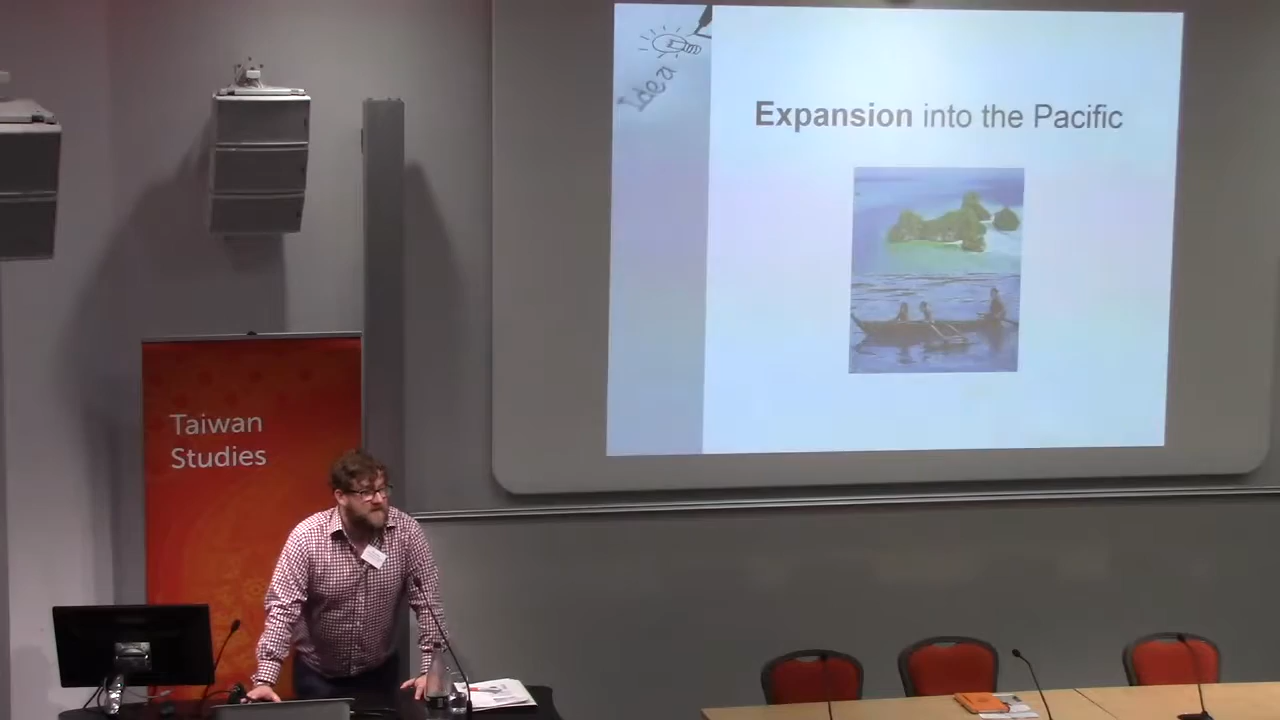 Idea
Expansion into the Pacific
Taiwan
Studies